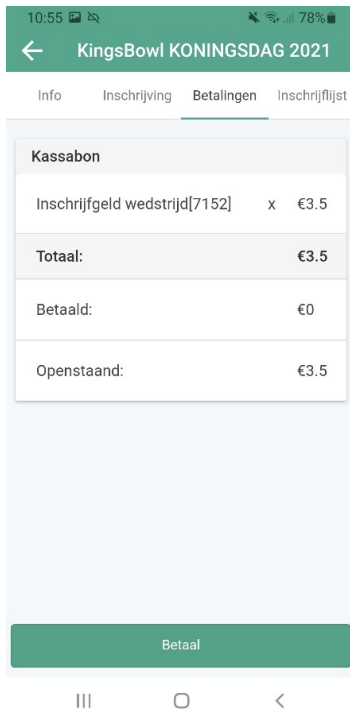 10:55 78%
KingsBowl KONINGSDAG 2021
Info Inschrijving Betalingen Inschrijflijst
Kassabon
Inschrijfgeld wedstrijd[7152] x €3.5
Totaal: €3.5
Betaald: €0
Openstaand: €3.5
Betaal